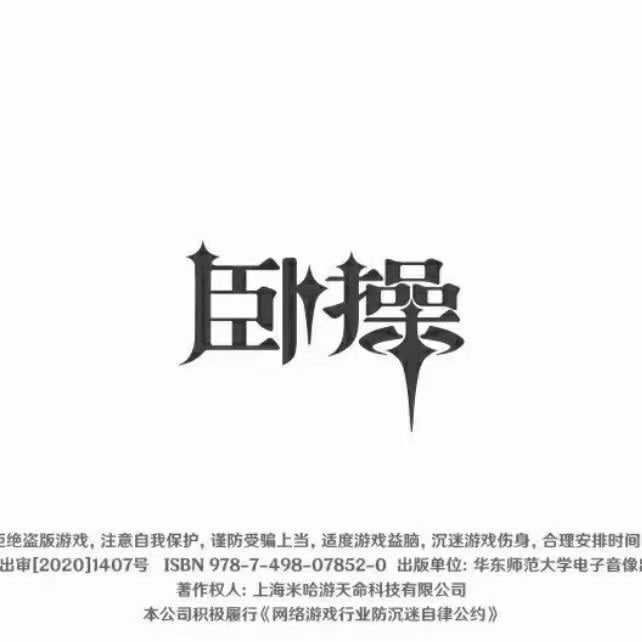 卧操
拒绝盗版游戏，注意自我保护，谨防受骗上当，适度游戏益脑，沉迷游戏伤身，合理安排时间
出审[2020]1407号 ISBN 978-7-498-07852-0 出版单位：华东师范大学电子音像出
著作权人：上海米哈游天命科技有限公司
本公司积极履行《网络游戏行业防沉迷自律公约》